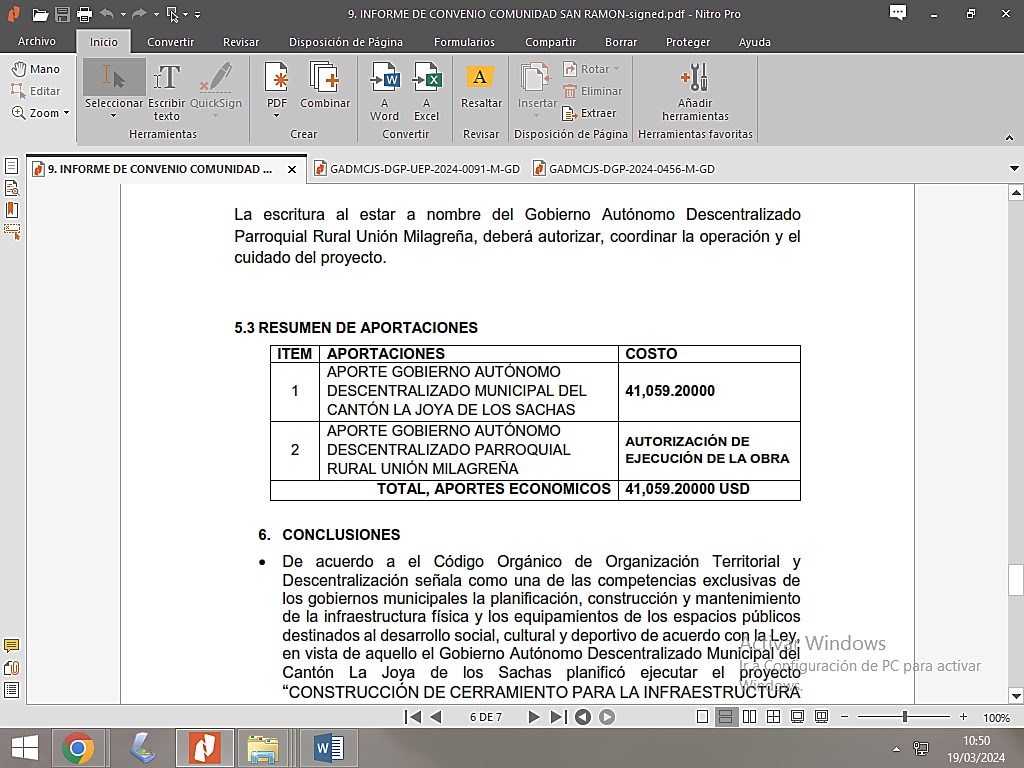 9. INFORME DE CONVENIO COMUNIDAD SAN RAMON-signed.pdf - Nitro Pro
Archivo Inicio Convertir Revisar Disposición de Página Formularios Compartir Borrar Proteger Ayuda
Mano
Editar
Zoom
Seleccionar
Escribir texto
QuickSign
Herramientas
PDF
Combinar
Crear
A Word
A Excel
Convertir
A
Resaltar
Revisar
Insertar
Rotar
Eliminar
Extraer
Disposición de Página
Añadir herramientas
Herramientas favoritas
9. INFORME DE CONVENIO COMUNIDAD ...
GADMCJS-DGP-UEP-2024-0091-M-GD
GADMCJS-DGP-2024-0456-M-GD
La escritura al estar a nombre del Gobierno Autónomo Descentralizado
Parroquial Rural Unión Milagreña, deberá autorizar, coordinar la operación y el
cuidado del proyecto.
5.3 RESUMEN DE APORTACIONES
ITEM APORTACIONES COSTO
1
APORTE GOBIERNO AUTÓNOMO
DESCENTRALIZADO MUNICIPAL DEL
CANTÓN LA JOYA DE LOS SACHAS
41,059.20000
2
APORTE GOBIERNO AUTÓNOMO
DESCENTRALIZADO PARROQUIAL
RURAL UNIÓN MILAGREÑA
AUTORIZACIÓN DE
EJECUCIÓN DE LA OBRA
TOTAL, APORTES ECONOMICOS 41,059.20000 USD
6. CONCLUSIONES
• De acuerdo a el Código Orgánico de Organización Territorial y
Descentralización señala como una de las competencias exclusivas de
los gobiernos municipales la planificación, construcción y mantenimiento
de la infraestructura física y los equipamientos de los espacios públicos
destinados al desarrollo social, cultural y deportivo de acuerdo con la Ley,
en vista de aquello el Gobierno Autónomo Descentralizado Municipal del
Cantón La Joya de los Sachas planificó ejecutar el proyecto
“CONSTRUCCIÓN DE CERRAMIENTO PARA LA INFRAESTRUCTURA
Activar Windows
Ir a Configuración de PC para activar
Windows.
6 DE 7
100%
10:50
19/03/2024